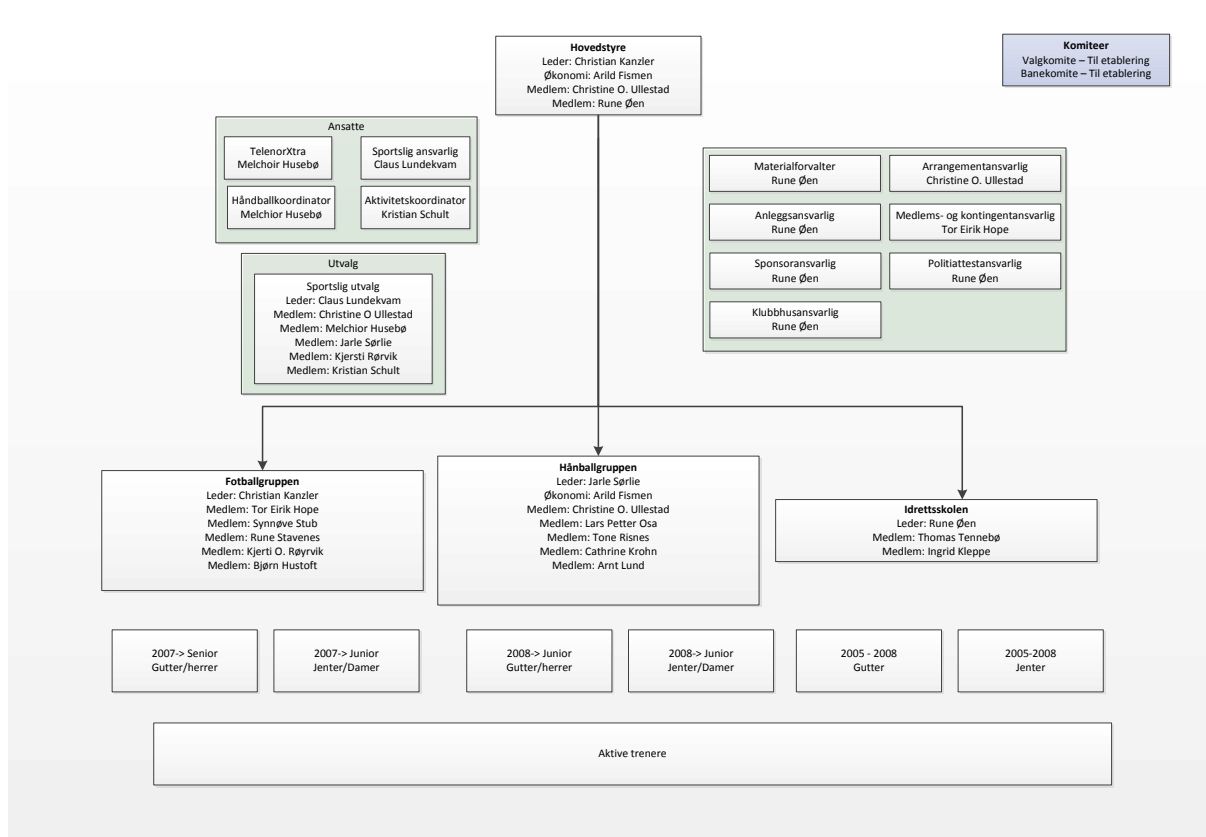 Hovedstyre
Leder: Christian Kanzler
Økonomi: Arild Fismen
Medlem: Christine O. Ullestad
Medlem: Rune Øen
Komiteer
Valgkomite – Til etablering
Banekomite – Til etablering
Ansatte
TelenorXtra
Melchoir Husebø
Sportslig ansvarlig
Claus Lundekvam
Håndballkoordinator
Melchior Husebø
Aktivitetskoordinator
Kristian Schult
Utvalg
Sportslig utvalg
Leder: Claus Lundekvam
Medlem: Christine O Ullestad
Medlem: Melchior Husebø
Medlem: Jarle Sørlie
Medlem: Kjersti Rørvik
Medlem: Kristian Schult
Materialforvalter
Rune Øen
Arrangementansvarlig
Christine O. Ullestad
Anleggsansvarlig
Rune Øen
Medlems- og kontingentansvarlig
Tor Eirik Hope
Sponsoransvarlig
Rune Øen
Politiattestansvarlig
Rune Øen
Klubbhusansvarlig
Rune Øen
Fotballgruppen
Leder: Christian Kanzler
Medlem: Tor Eirik Hope
Medlem: Synnøve Stub
Medlem: Rune Stavenes
Medlem: Kjerti O. Røyrvik
Medlem: Bjørn Hustoft
Hånballgruppen
Leder: Jarle Sørlie
Økonomi: Arild Fismen
Medlem: Christine O. Ullestad
Medlem: Lars Petter Osa
Medlem: Tone Risnes
Medlem: Cathrine Krohn
Medlem: Arnt Lund
Idrettsskolen
Leder: Rune Øen
Medlem: Thomas Tennebø
Medlem: Ingrid Kleppe
2007-> Senior
Gutter/herrer
2007-> Junior
Jenter/Damer
2008-> Junior
Gutter/herrer
2008-> Junior
Jenter/Damer
2005 - 2008
Gutter
2005-2008
Jenter
Aktive trenere